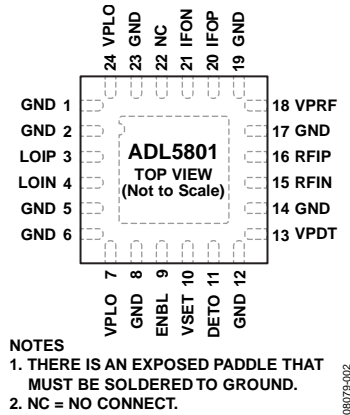 24 VPLO
23 GND
22 NC
21 IFON
20 IFOP
19 GND
GND 1
GND 2
LOIP 3
LOIN 4
GND 5
GND 6
ADL5801
TOP VIEW
(Not to Scale)
18 VPRF
17 GND
16 RFIP
15 RFIN
14 GND
13 VPDT
VPLO 7
GND 8
ENBL 9
VSET 10
DETO 11
GND 12
NOTES
1. THERE IS AN EXPOSED PADDLE THAT
MUST BE SOLDERED TO GROUND.
2. NC = NO CONNECT.
08079-002